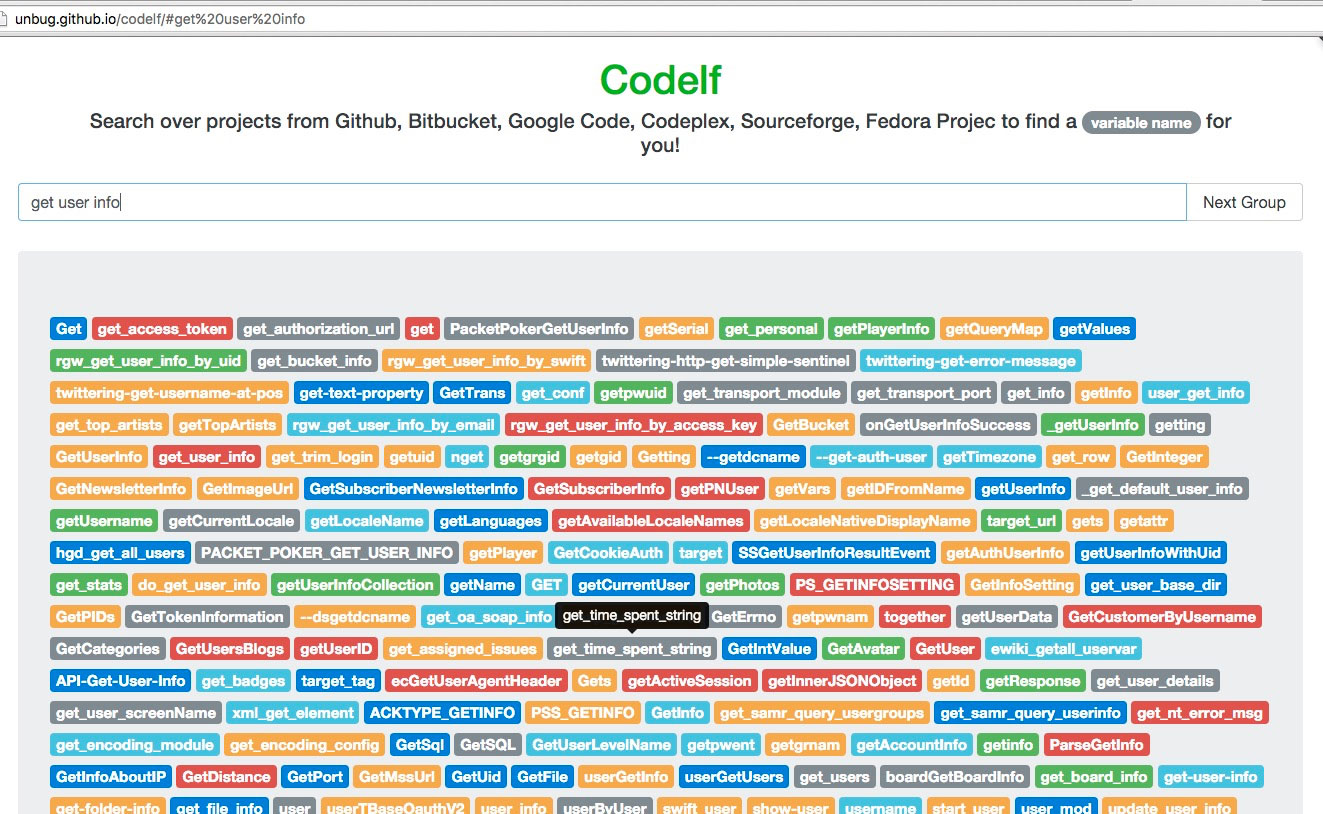 unbug.github.io/codelf/#get%20user%20info
Codelf
Search over projects from Github, Bitbucket, Google Code, Codeplex, Sourceforge, Fedora Projec to find a variable name for
you!
get user info Next Group
Get get_access_token get_authorization_url get PacketPokerGetUserInfo getSerial get_personal getPlayerInfo getQueryMap getValues
rgw_get_user_info_by_uid get_bucket_info rgw_get_user_info_by_swift twittering-http-get-simple-sentinel twittering-get-error-message
twittering-get-username-at-pos get-text-property GetTrans get_conf getpwuid get_transport_module get_transport_port get_info getInfo user_get_info
get_top_artists getTopArtists rgw_get_user_info_by_email rgw_get_user_info_by_access_key GetBucket onGetUserInfoSuccess _getUserInfo getting
GetUserInfo get_user_info get_trim_login getuid nget getgrgid getgid Getting --getdcname --get-auth-user getTimezone get_row GetInteger
GetNewsletterInfo GetImageUrl GetSubscriberNewsletterInfo GetSubscriberInfo getPNUser getVars getIDFromName getUserInfo _get_default_user_info
getUsername getCurrentLocale getLocaleName getLanguages getAvailableLocaleNames getLocaleNativeDisplayName target_url gets getattr
hgd_get_all_users PACKET_POKER_GET_USER_INFO getPlayer GetCookieAuth target SSGetUserInfoResultEvent getAuthUserInfo getUserInfoWithUid
get_stats do_get_user_info getUserInfoCollection getName GET getCurrentUser getPhotos PS_GETINFOSETTING GetInfoSetting get_user_base_dir
GetPIDs GetTokenInformation --dsgetdcname get_oa_soap_info get_time_spent_string GetErrno getpwnam together getUserData GetCustomerByUsername
GetCategories GetUsersBlogs getUserID get_assigned_issues get_time_spent_string GetIntValue GetAvatar GetUser ewiki_getall_uservar
API-Get-User-Info get_badges target_tag ecGetUserAgentHeader Gets getActiveSession getInnerJSONObject getId getResponse get_user_details
get_user_screenName xml_get_element ACKTYPE_GETINFO PSS_GETINFO GetInfo get_samr_query_usergroups get_samr_query_userinfo get_nt_error_msg
get_encoding_module get_encoding_config GetSql GetSQL GetUserLevelName getpwent getgrnam getAccountInfo getinfo ParseGetInfo
GetInfoAboutIP GetDistance GetPort GetMssUrl GetUid GetFile userGetInfo userGetUsers get_users boardGetBoardInfo get_board_info get-user-info
get-folder-info get_file_info user userTBaseOauthV2 user_info userByUser swift_user show-user username start_user user_mod update_user_info